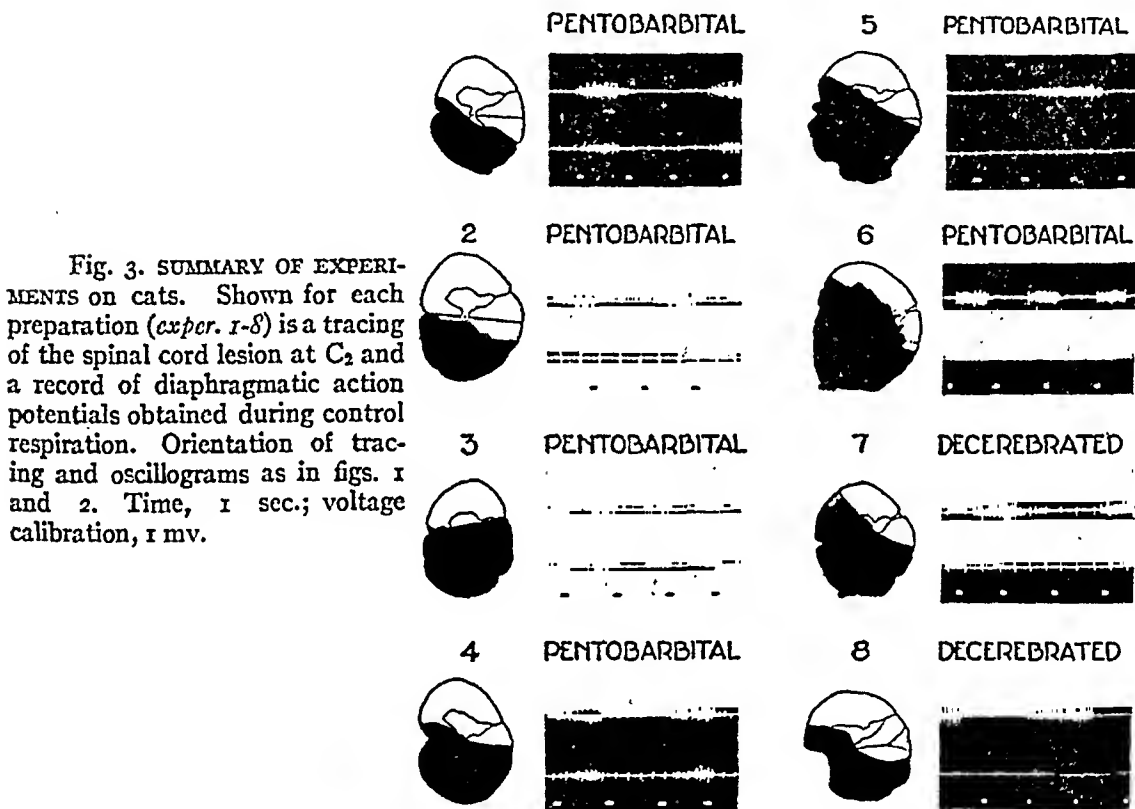 PENTOBARBITAL
5 PENTOBARBITAL
2 PENTOBARBITAL
6 PENTOBARBITAL
Fig. 3. SUMMARY OF EXPERI-
MENTS on cats. Shown for each
preparation (exper. 1-8) is a tracing
of the spinal cord lesion at C2 and
a record of diaphragmatic action
potentials obtained during control
respiration. Orientation of trac-
ing and oscillograms as in figs. 1
and 2. Time, 1 sec.; voltage
calibration, 1 mv.
3 PENTOBARBITAL
7 DECEREBRATED
4 PENTOBARBITAL
8 DECEREBRATED